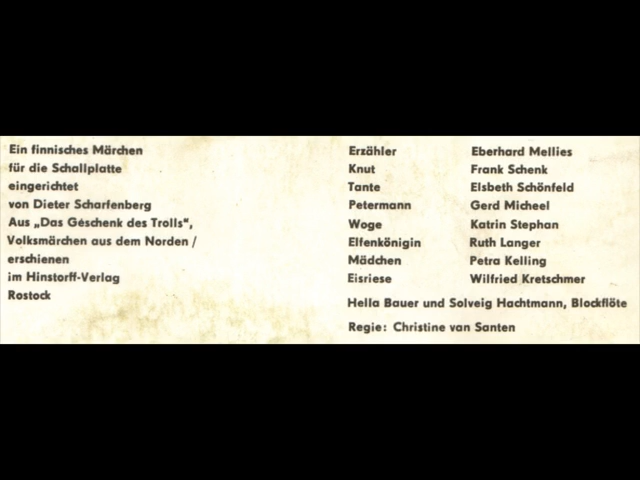 Ein finnisches Märchen
für die Schallplatte
eingerichtet
von Dieter Scharfenberg
Aus „Das Geschenk des Trolls“,
Volksmärchen aus dem Norden /
erschienen
im Hinstorff-Verlag
Rostock
Erzähler Eberhard Mellies
Knut Frank Schenk
Tante Elsbeth Schönfeld
Petermann Gerd Micheel
Woge Katrin Stephan
Elfenkönigin Ruth Langer
Mädchen Petra Kelling
Eisriese Wilfried Kretschmer
Hella Bauer und Solveig Hachtmann, Blockflöte
Regie: Christine van Santen